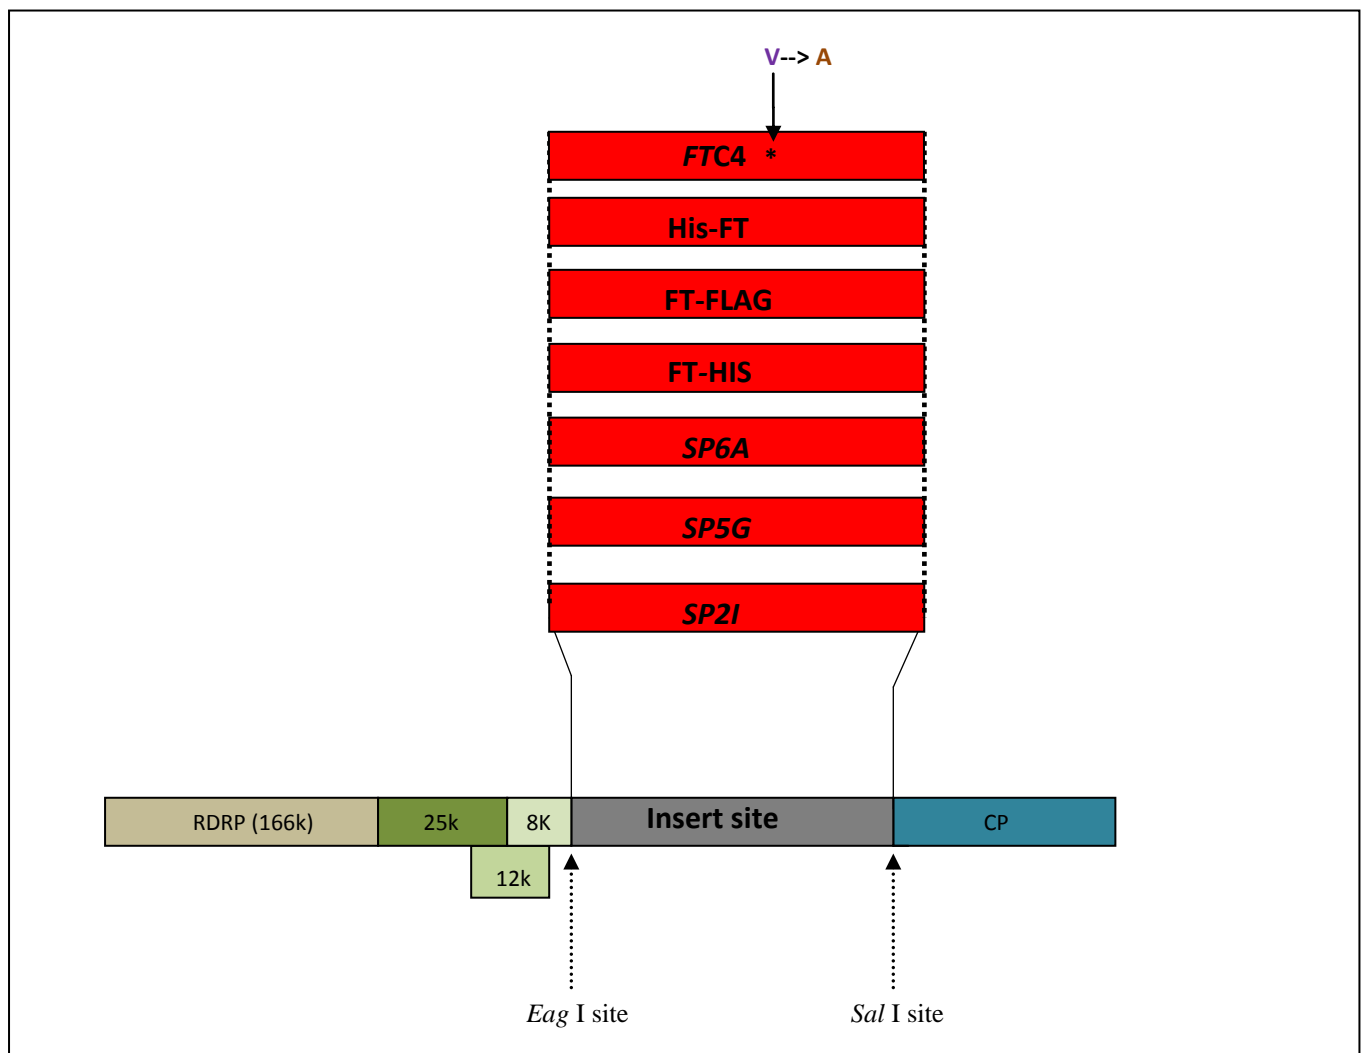 V--> A
FTC4 *
His-FT
FT-FLAG
FT-HIS
SP6A
SP5G
SP2I
RDRP (166k) 25k 8K Insert site CP
12k
Eag I site Sal I site